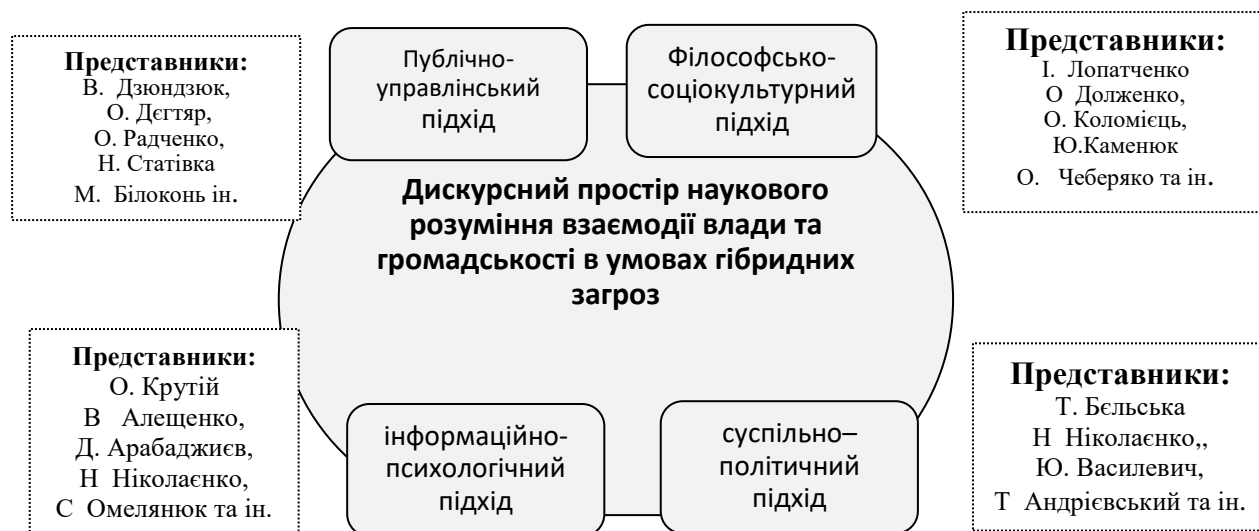 Представники:
В. Дзюндзюк,
О. Дєгтяр,
О. Радченко,
Н. Статівка
М. Білоконь ін.
Публічно-
управлінський
підхід
Філософсько-
соціокультурний
підхід
Представники:
І. Лопатченко
О Долженко,
О. Коломієць,
Ю.Каменюк
О. Чеберяко та ін.
Дискурсний простір наукового
розуміння взаємодії влади та
громадськості в умовах гібридних
загроз
Представники:
О. Крутій
В Алещенко,
Д. Арабаджиєв,
Н Ніколаєнко,
С Омелянюк та ін.
інформаційно-
психологічний
підхід
суспільно–
політичний
підхід
Представники:
Т. Бєльська
Н Ніколаєнко,,
Ю. Василевич,
Т Андрієвський та ін.